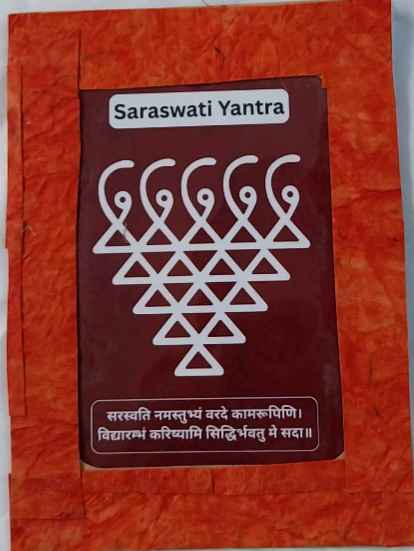 Saraswati Yantra
सरस्वति नमस्तुभ्यं वरदे कामरूपिणि।
विद्यारम्भं करिष्यामि सिद्धिर्भवतु मे सदा॥